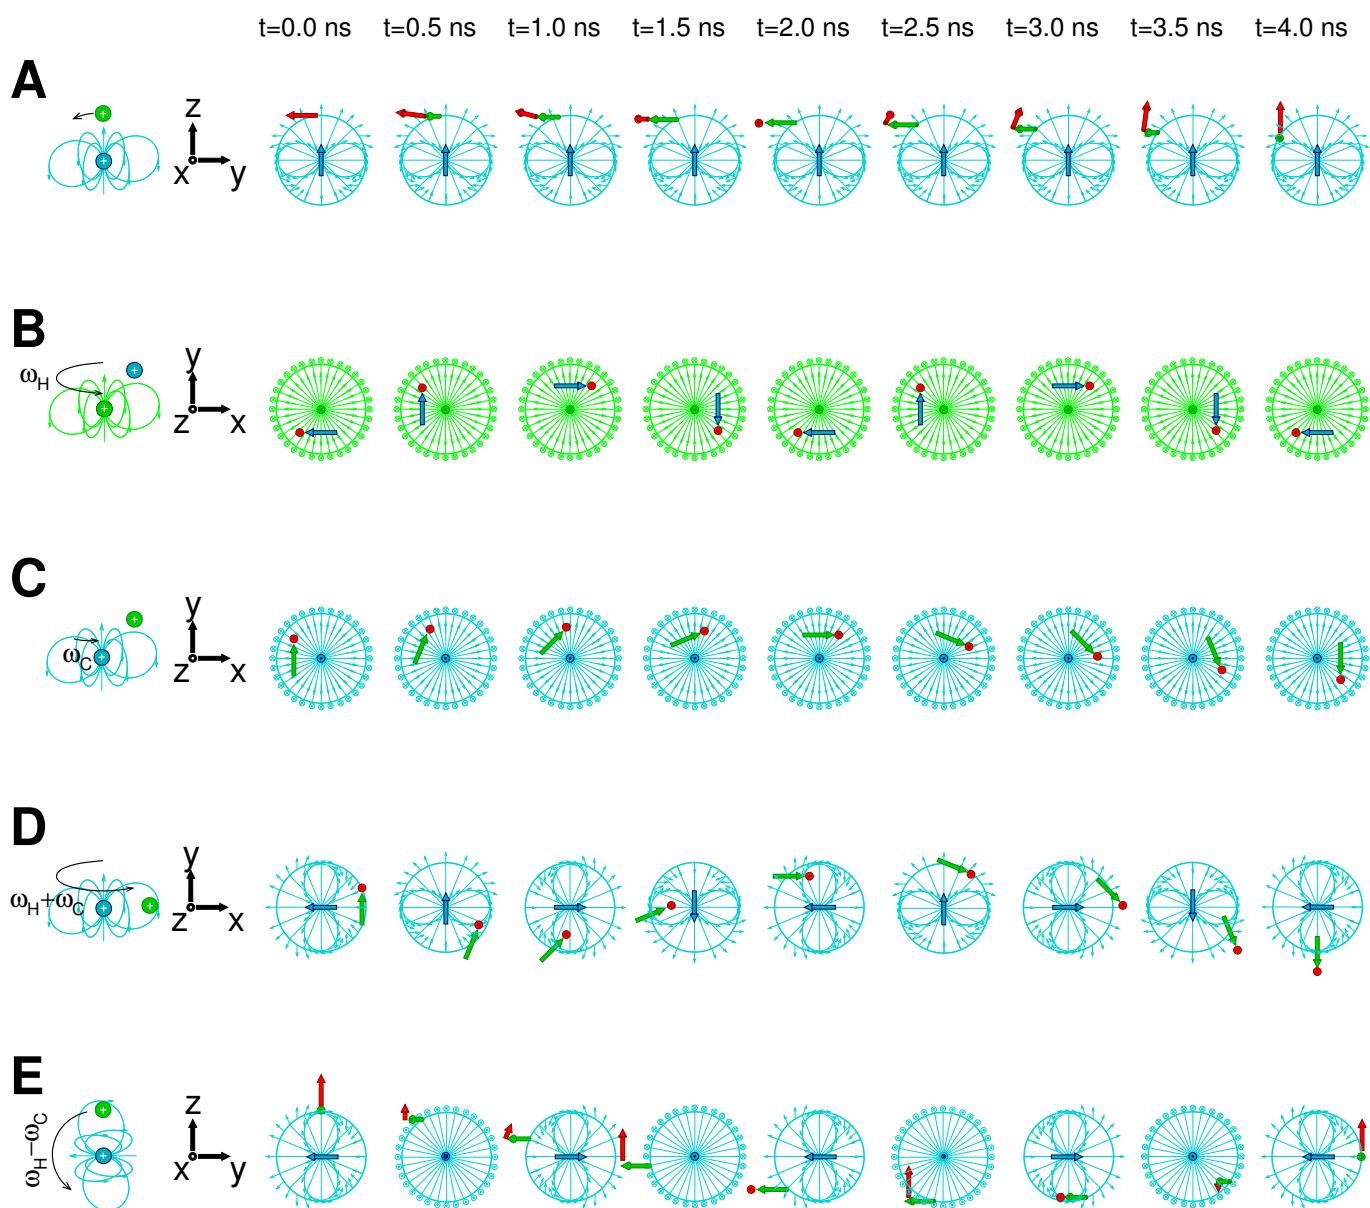 t=0.0 ns t=0.5 ns t=1.0 ns t=1.5 ns t=2.0 ns t=2.5 ns t=3.0 ns t=3.5 ns t=4.0 ns
A
+
+
z
x
y
B
ωH
+
+
y
z
x
C
ωC
+
+
y
z
x
D
ωH+ωC
+
+
y
z
x
E
ωH−ωC
+
+
z
x
y